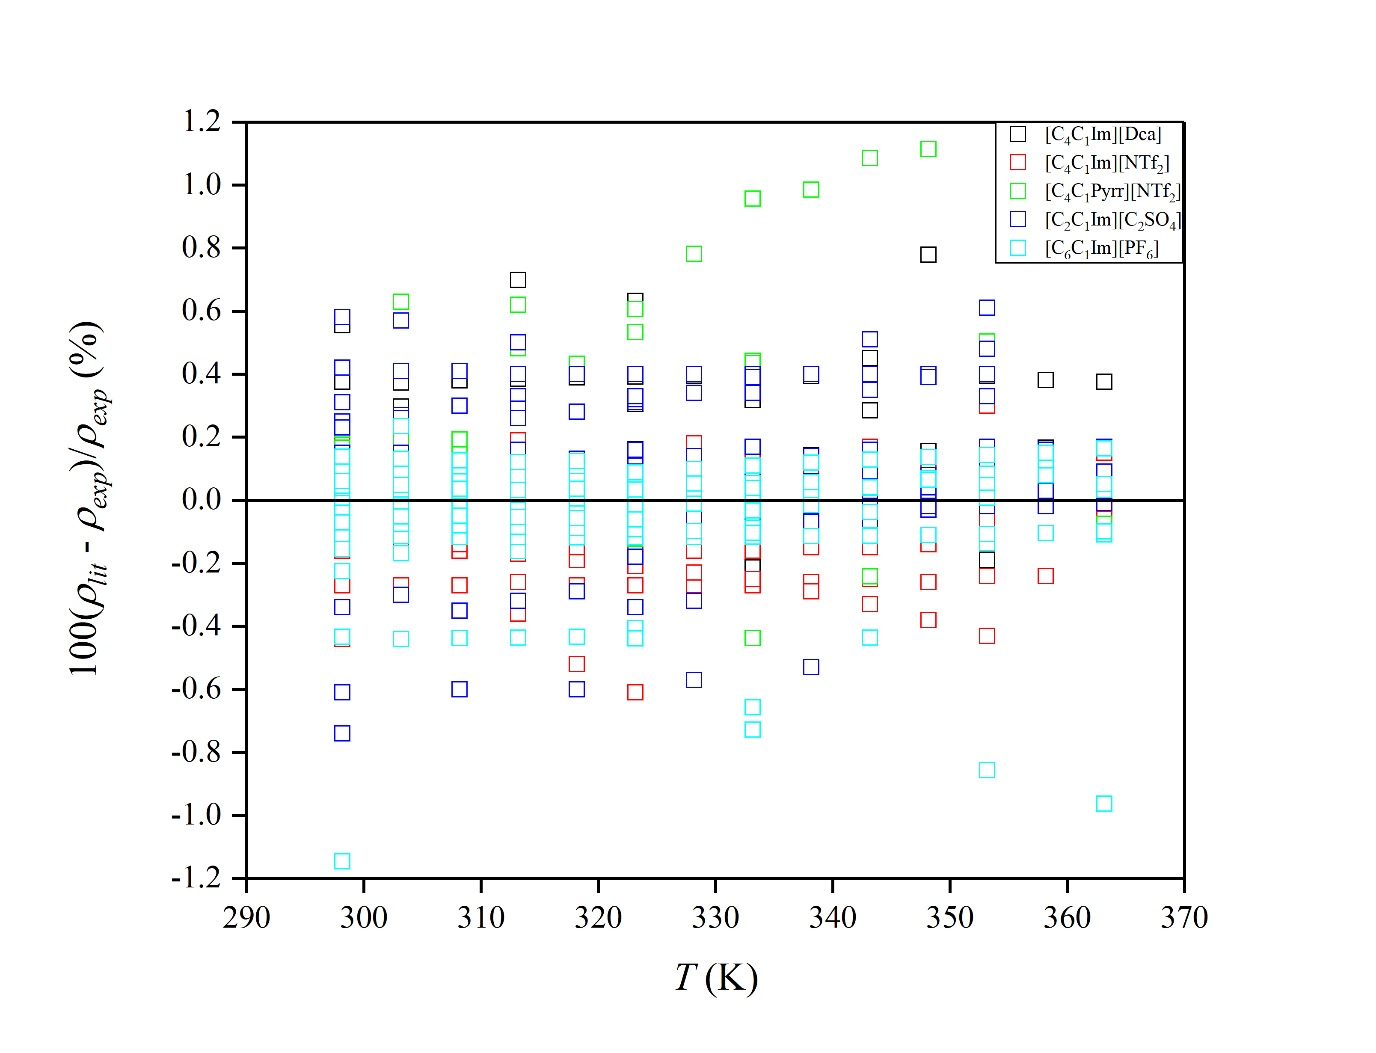 1.2
1.0
0.8
0.6
0.4
0.2
0.0
-0.2
-0.4
-0.6
-0.8
-1.0
-1.2
100(ρlit - ρexp)/ρexp (%)
[C4C1Im][Dca]
[C4C1Im][NTf2]
[C4C1Pyrr][NTf2]
[C2C1Im][C2SO4]
[C6C1Im][PF6]
290 300 310 320 330 340 350 360 370
T (K)